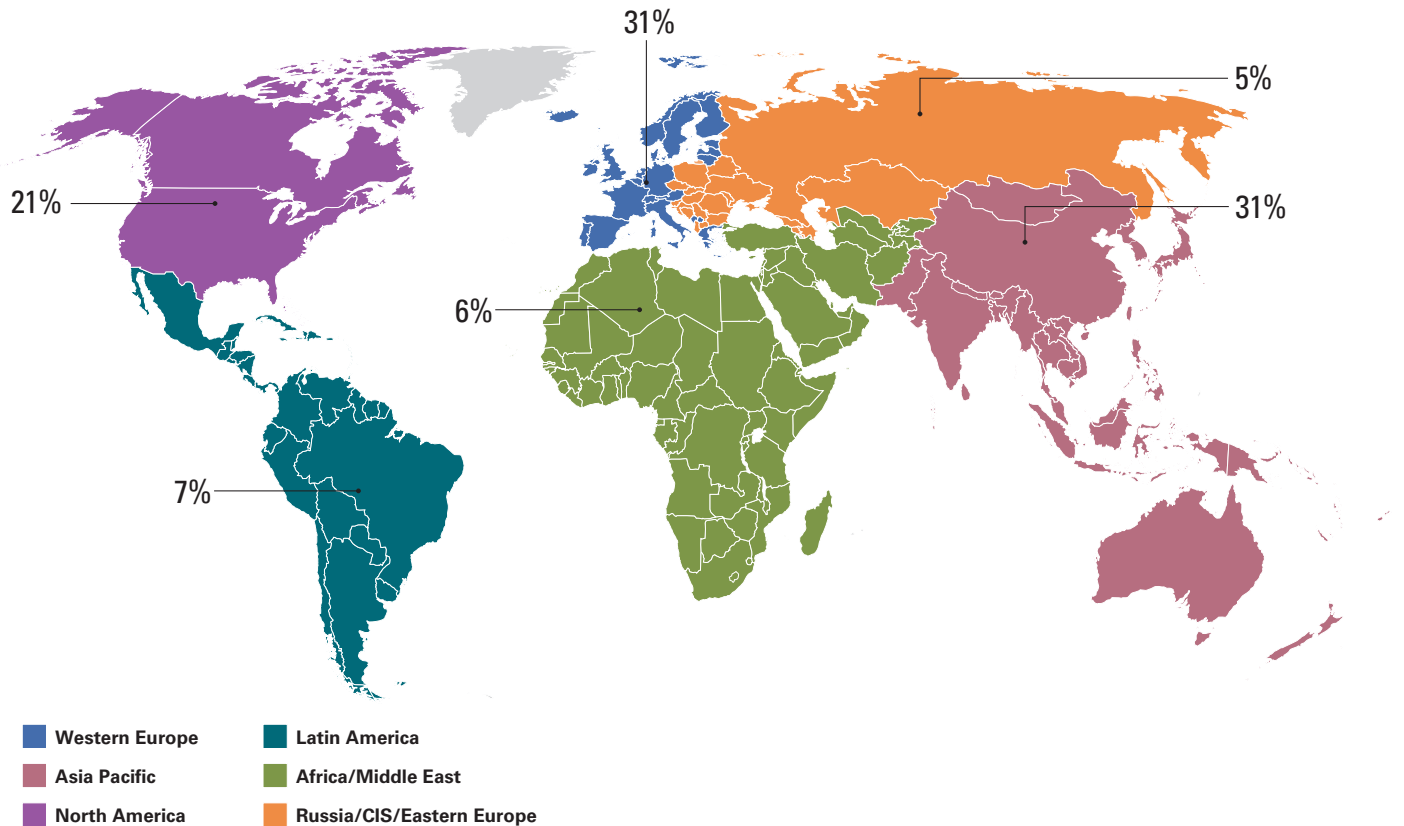 31%
5%
21%
31%
6%
7%
Western Europe
Asia Pacific
North America
Latin America
Africa/Middle East
Russia/CIS/Eastern Europe